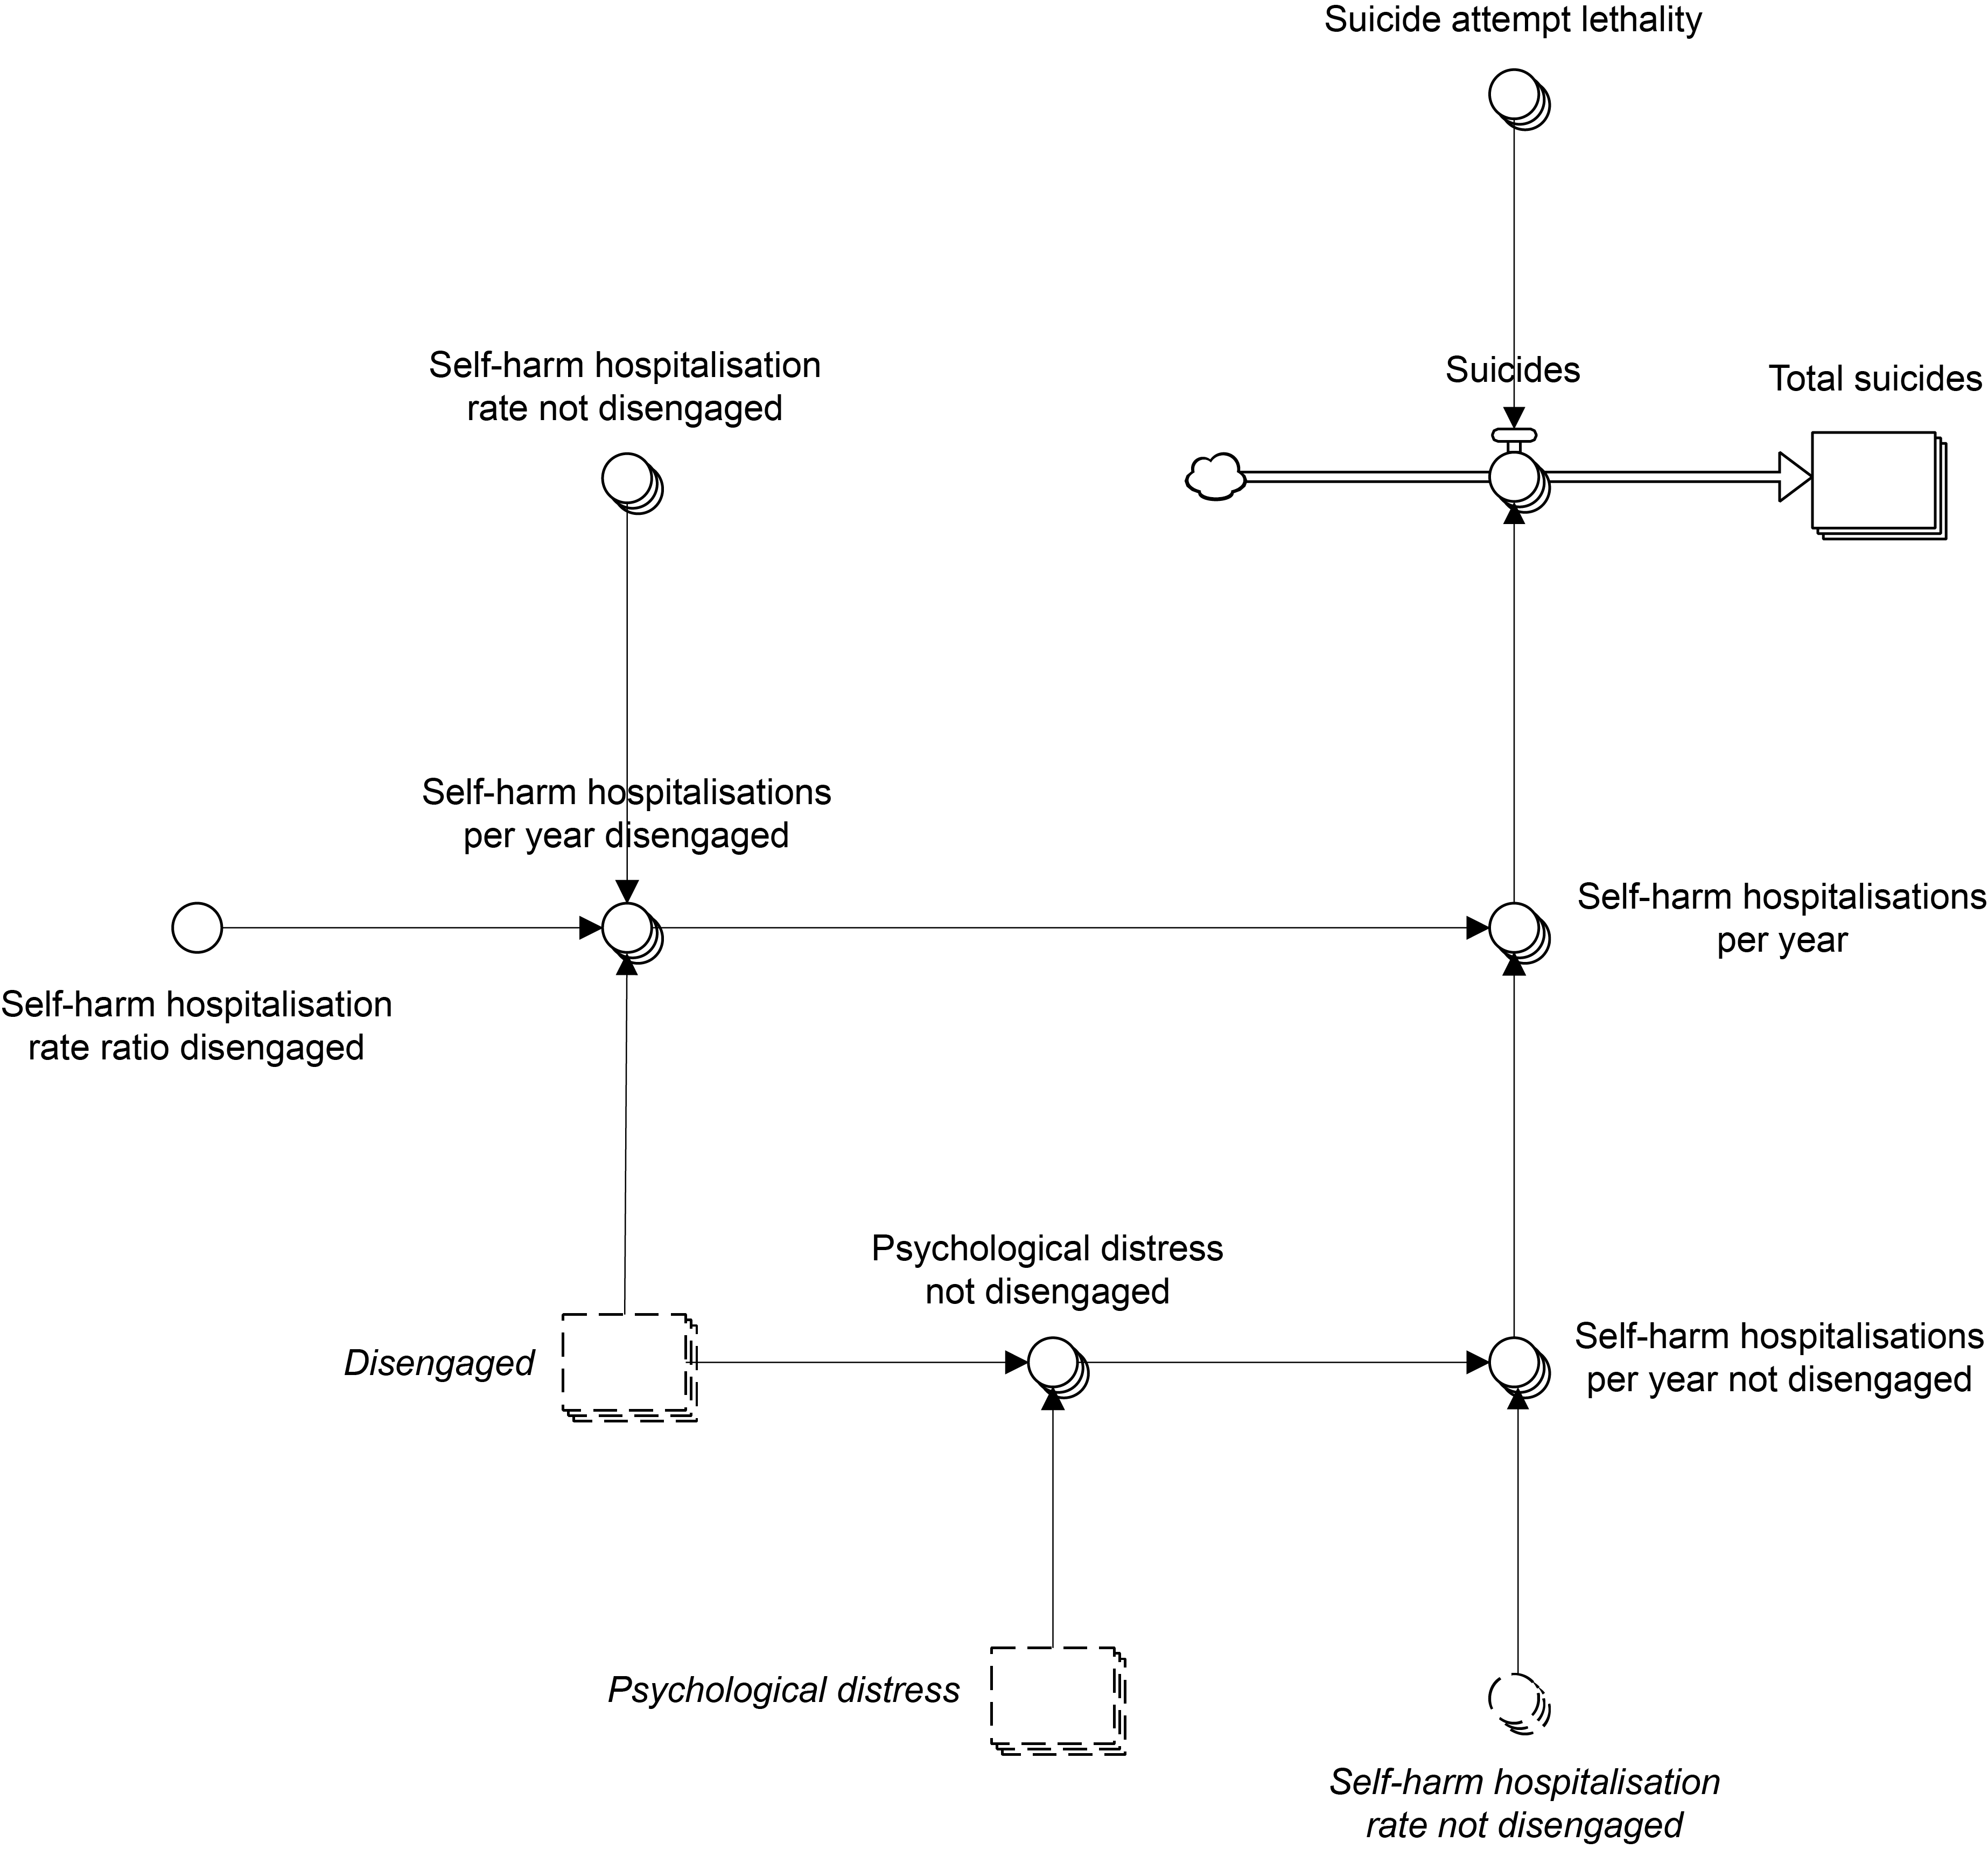 Suicide attempt lethality
Self-harm hospitalisation
rate not disengaged
Suicides
Total suicides
Self-harm hospitalisations
per year disengaged
Self-harm hospitalisations
per year
Self-harm hospitalisation
rate ratio disengaged
Psychological distress
not disengaged
Disengaged
Self-harm hospitalisations
per year not disengaged
Psychological distress
Self-harm hospitalisation
rate not disengaged